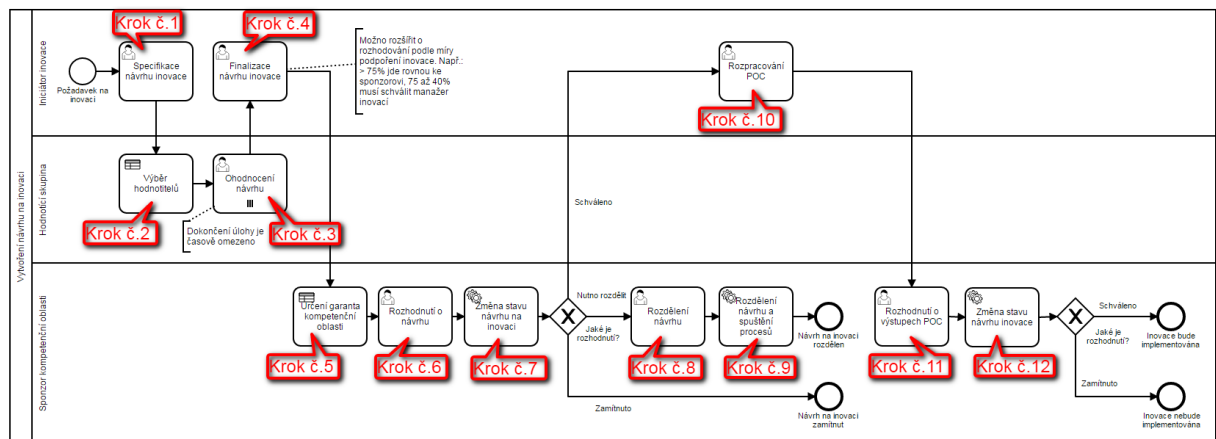 Vytvoření návrhu na inovaci
Iniciátor inovace
Požadavek na
inovaci
Krok č.1
Specifikace
návrhu inovace
Krok č.4
Finalizace
návrhu inovace
Možno rozšířit o
rozhodování podle míry
podpoření inovace. Např.:
> 75% jde rovnou ke
sponzorovi, 75 až 40%
musí schválit manažer
inovací
Rozpracování
POC
Krok č.10
Hodnotící skupina
Výběr
hodnotitelů
Krok č.2
Ohodnocení
návrhu
Krok č.3
Dokončení úlohy je
časově omezeno
Schváleno
Sponzor kompetenční oblasti
Určení garanta
kompetenční
oblasti
Krok č.5
Rozhodnutí o
návrhu
Krok č.6
Změna stavu
návrhu na
inovaci
Krok č.7
Nutno rozdělit
Jaké je
rozhodnutí?
Rozdělení
návrhu
Krok č.8
Rozdělení
návrhu a
spuštění
procesů
Krok č.9
Návrh na inovaci
rozdělen
Zamítnuto
Návrh na inovaci
zamítnut
Rozhodnutí o
výstupech POC
Krok č.11
Změna stavu
návrhu inovace
Krok č.12
Schváleno
Jaké je
rozhodnutí?
Inovace bude
implementována
Zamítnuto
Inovace nebude
implementována